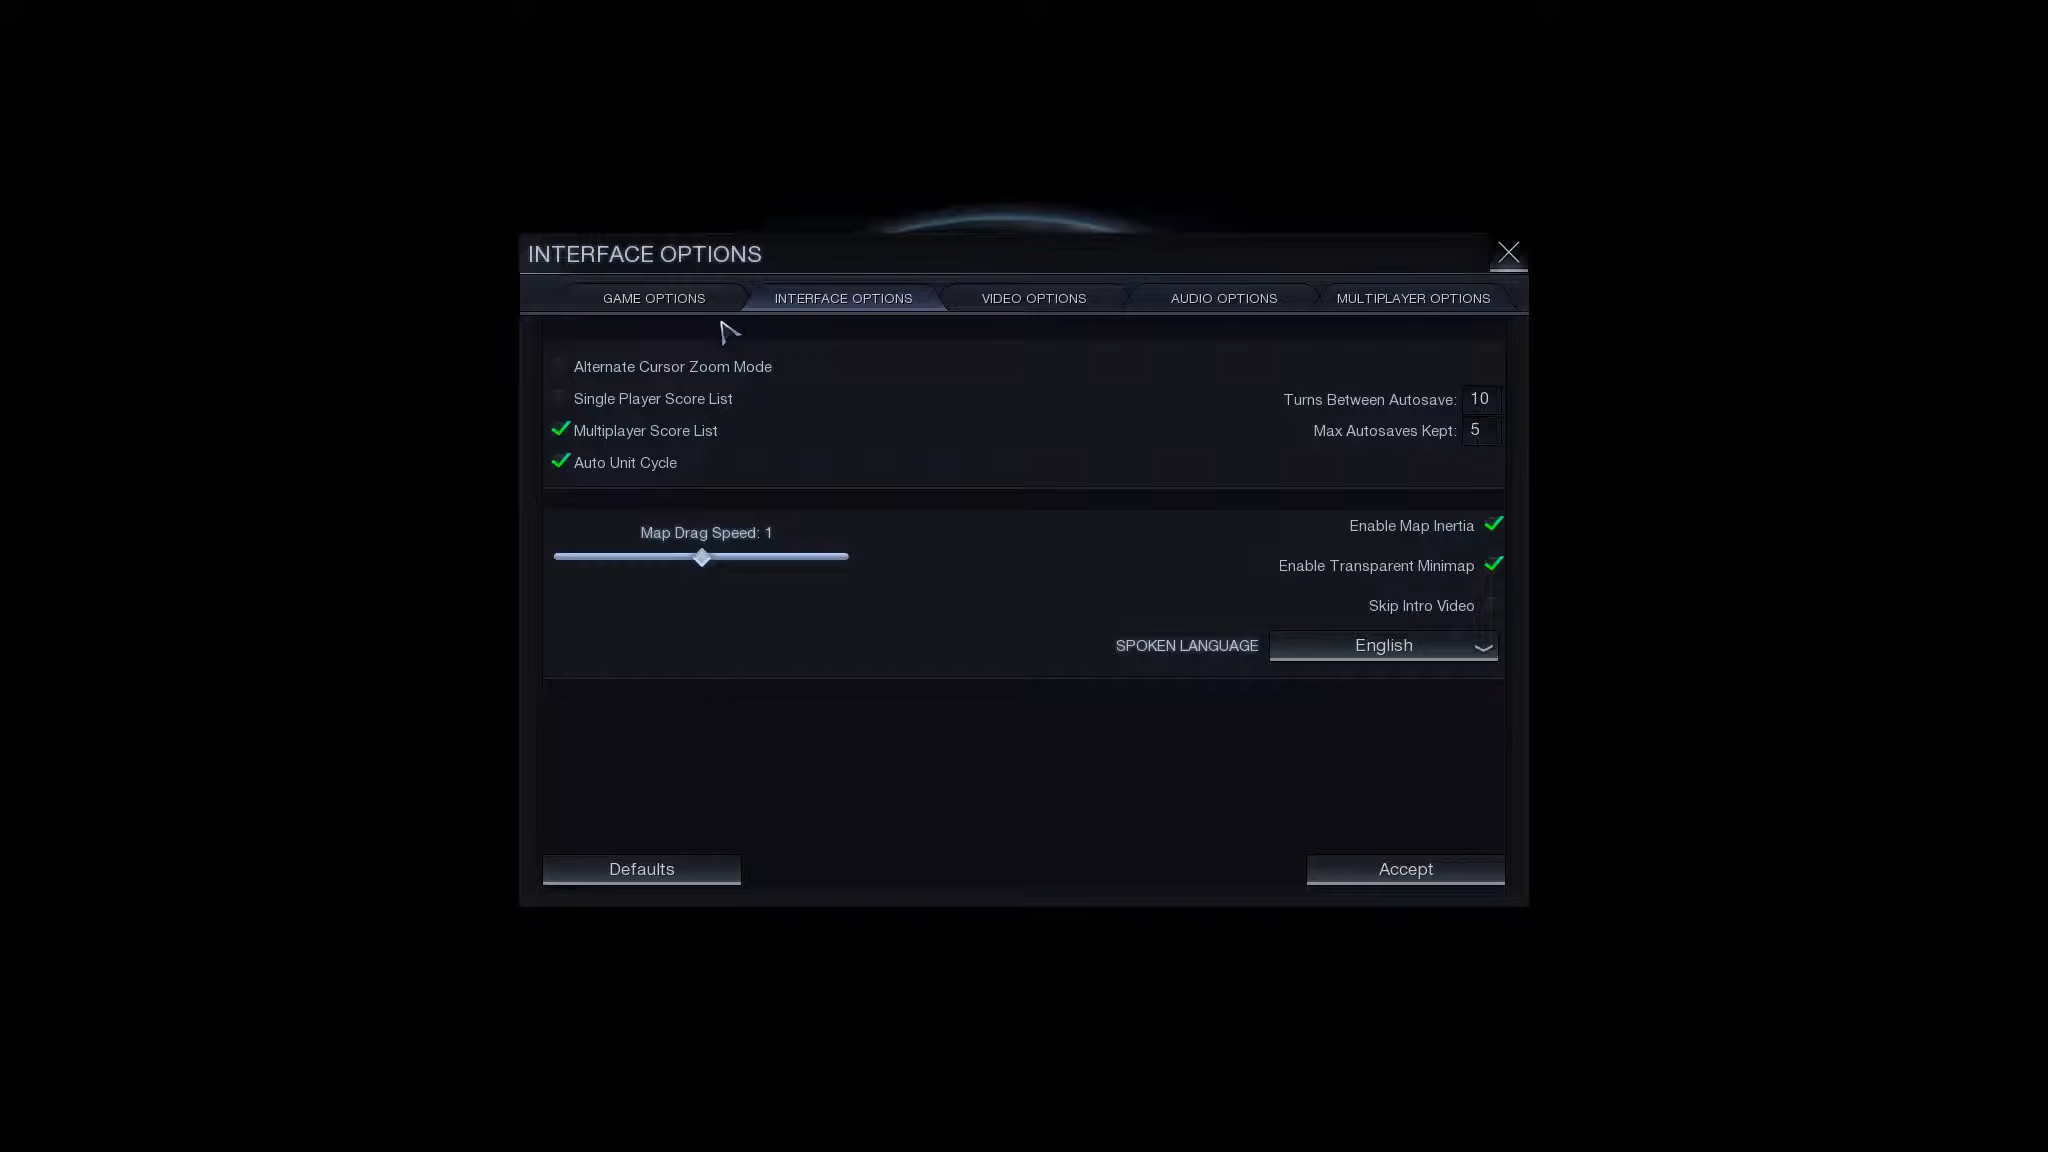 INTERFACE OPTIONS
GAME OPTIONS
INTERFACE OPTIONS
VIDEO OPTIONS
AUDIO OPTIONS
MULTIPLAYER OPTIONS
Alternate Cursor Zoom Mode
Single Player Score List
Turns Between Autosave: 10
Multiplayer Score List
Max Autosaves Kept: 5
Auto Unit Cycle
Map Drag Speed: 1
Enable Map Inertia
Enable Transparent Minimap
Skip Intro Video
SPOKEN LANGUAGE English
Defaults
Accept